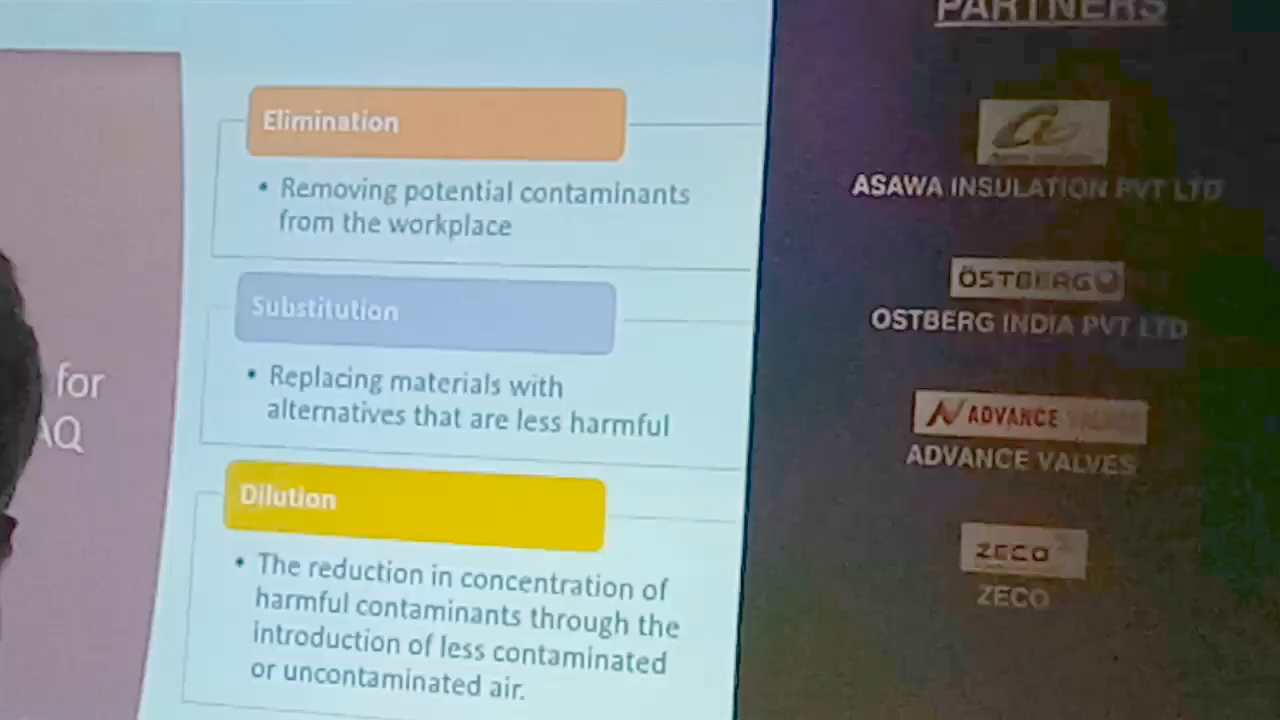 for
AQ
Elimination
• Removing potential contaminants
from the workplace
Substitution
• Replacing materials with
alternatives that are less harmful
Dilution
• The reduction in concentration of
harmful contaminants through the
introduction of less contaminated
or uncontaminated air.
PARTNERS
ASAWA INSULATION PVT LTD
ÖSTBERG
OSTBERG INDIA PVT LTD
ADVANCE VALVES
ADVANCE VALVES
ZECO
ZECO